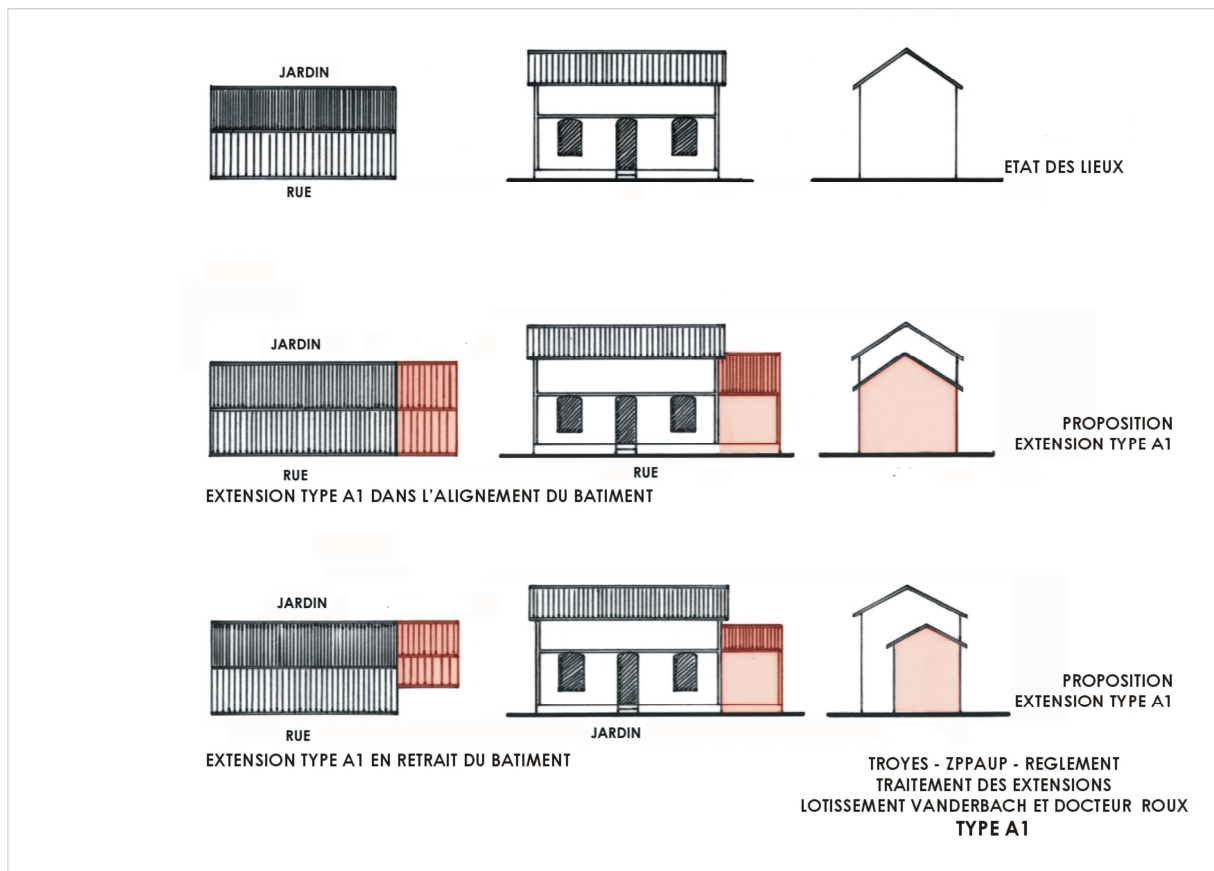 JARDIN
RUE
ETAT DES LIEUX
JARDIN
RUE
RUE
PROPOSITION
EXTENSION TYPE A1
EXTENSION TYPE A1 DANS L'ALIGNEMENT DU BATIMENT
JARDIN
RUE
JARDIN
PROPOSITION
EXTENSION TYPE A1
EXTENSION TYPE A1 EN RETRAIT DU BATIMENT
TROYES - ZPPAUP - REGLEMENT
TRAITEMENT DES EXTENSIONS
LOTISSEMENT VANDERBACH ET DOCTEUR ROUX
TYPE A1